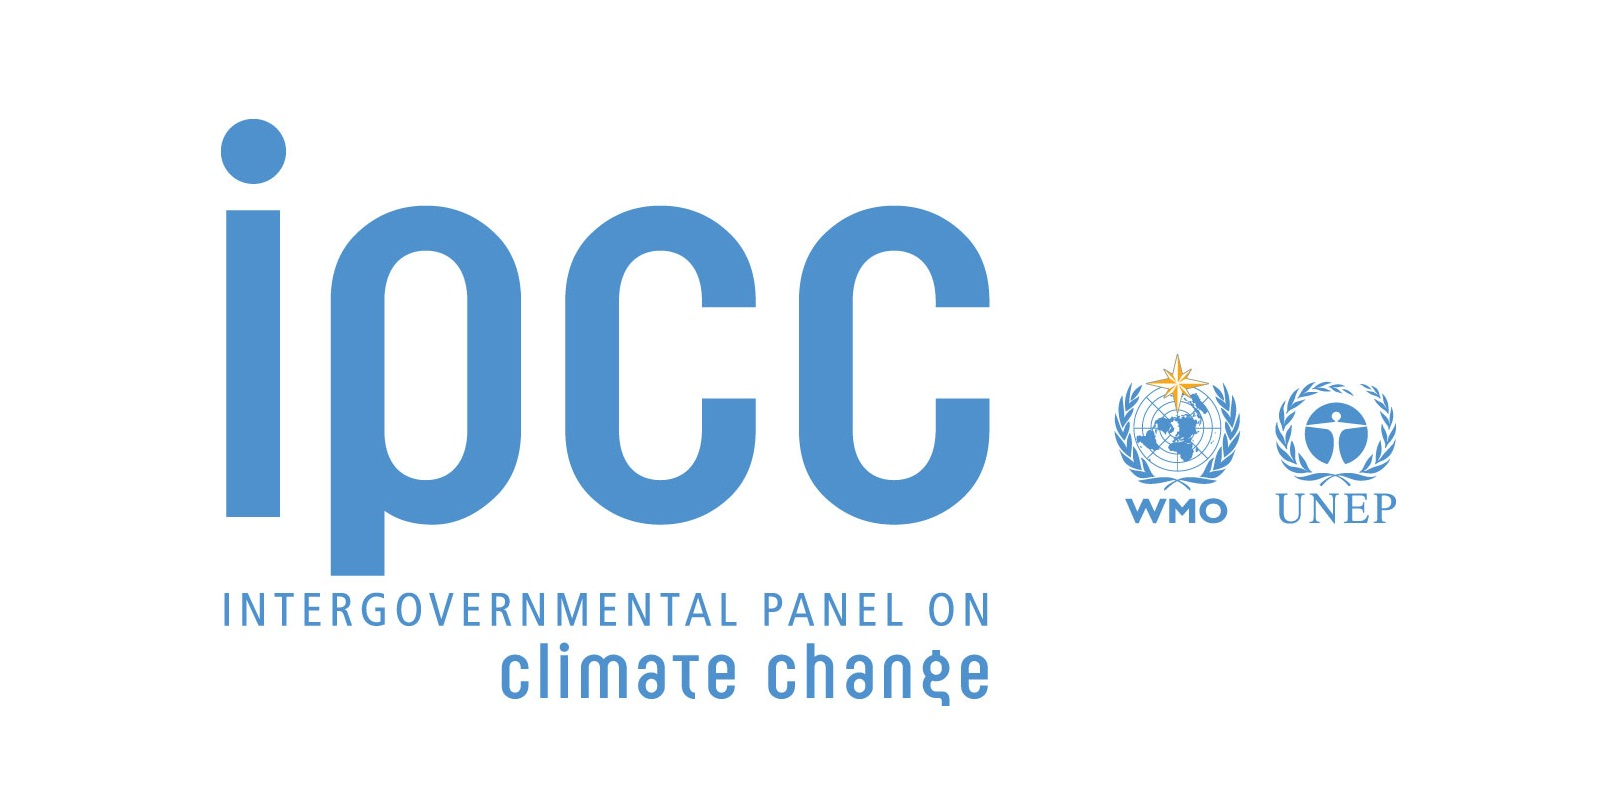 ipcc
INTERGOVERNMENTAL PANEL ON
climate change
WMO
UNEP